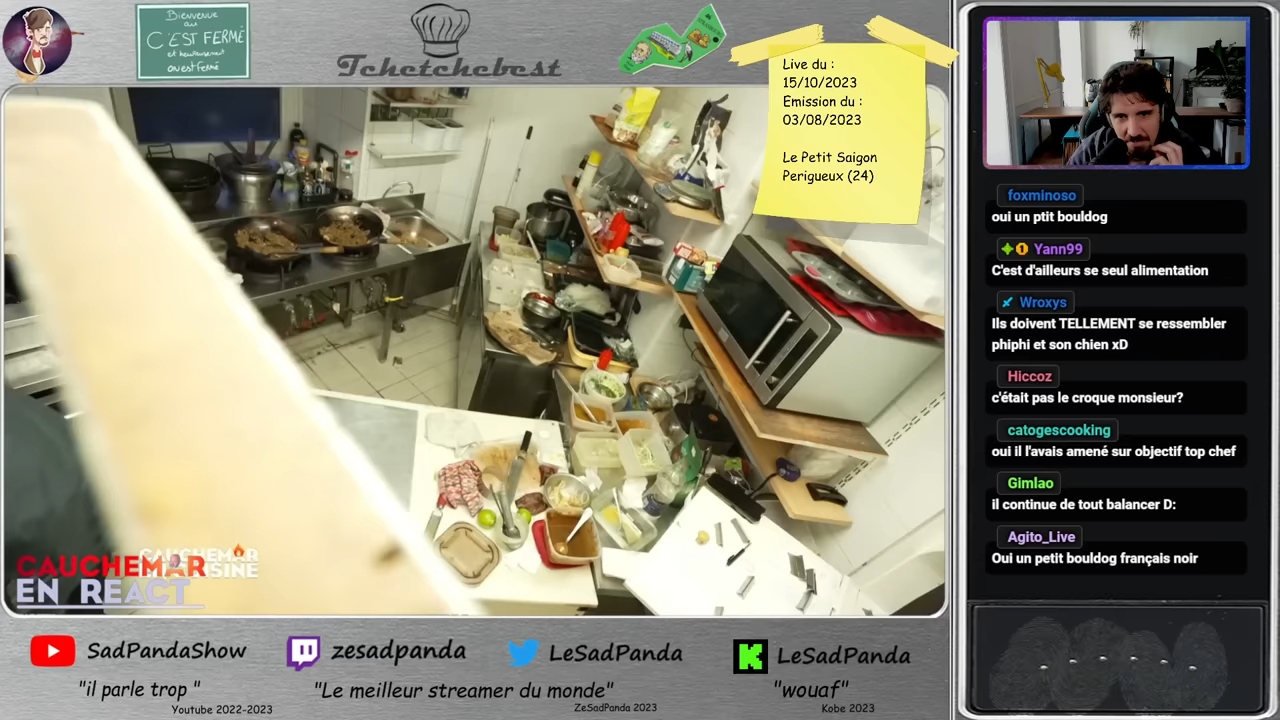 Bienvenue
au
C'EST FERMÉ
et heureusement
on est fermé
Tchetchebest
Live du :
15/10/2023
Emission du :
03/08/2023
Le Petit Saigon
Perigueux (24)
foxminoso
oui un ptit bouldog
Yann99
C'est d'ailleurs se seul alimentation
Wroxys
Ils doivent TELLEMENT se ressembler
phiphi et son chien xD
Hiccoz
c'était pas le croque monsieur?
catogescooking
oui il l'avais amené sur objectif top chef
Gimlao
il continue de tout balancer D:
Agito_Live
Oui un petit bouldog français noir
CAUCHEMAR
EN REACT
SadPandaShow
zesadpanda
LeSadPanda
LeSadPanda
"il parle trop "
Youtube 2022-2023
"Le meilleur streamer du monde"
ZeSadPanda 2023
"wouaf"
Kobe 2023